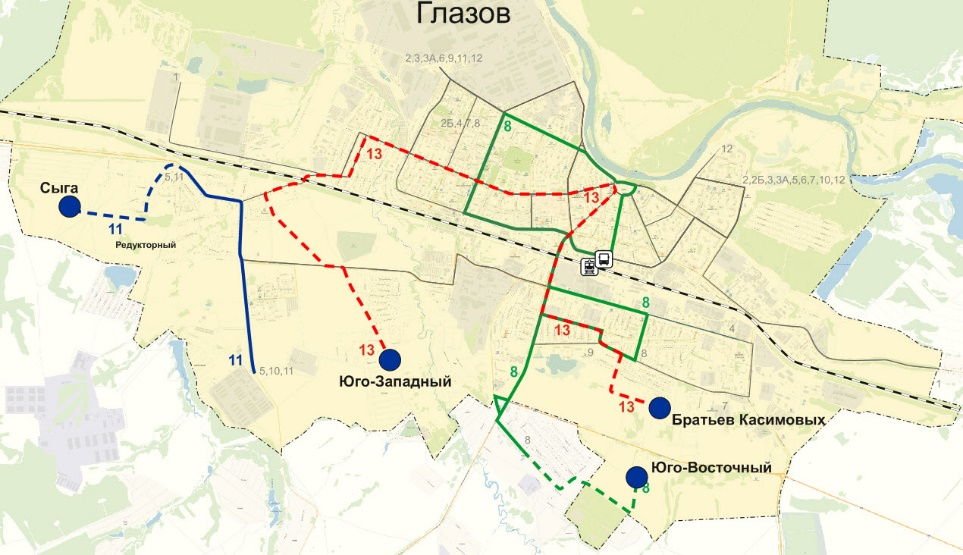 Глазов
2,3,3А,6,9,11,12
1
2Б,4,7,8
8
13
12
5,11
2,2Б,3,3А,5,6,7,10,12
Сыга
13
11
Редукторный
8
13
4
11
13
9
8
8
5,10,11
Юго-Западный
1
13
7
Братьев Касимовых
8
Юго-Восточный
8